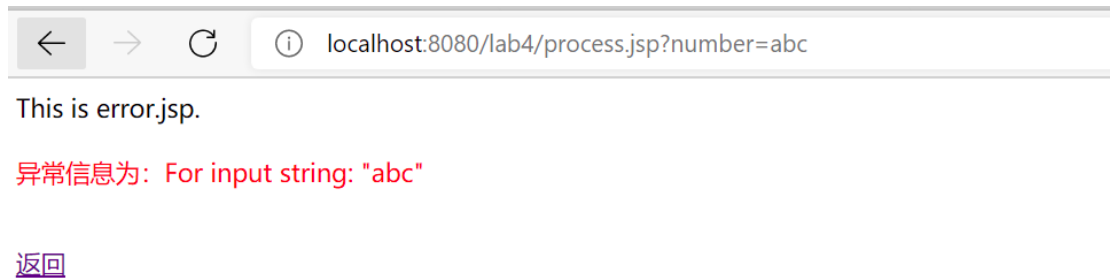 localhost:8080/lab4/process.jsp?number=abc
This is error.jsp.
异常信息为：For input string: "abc"
返回